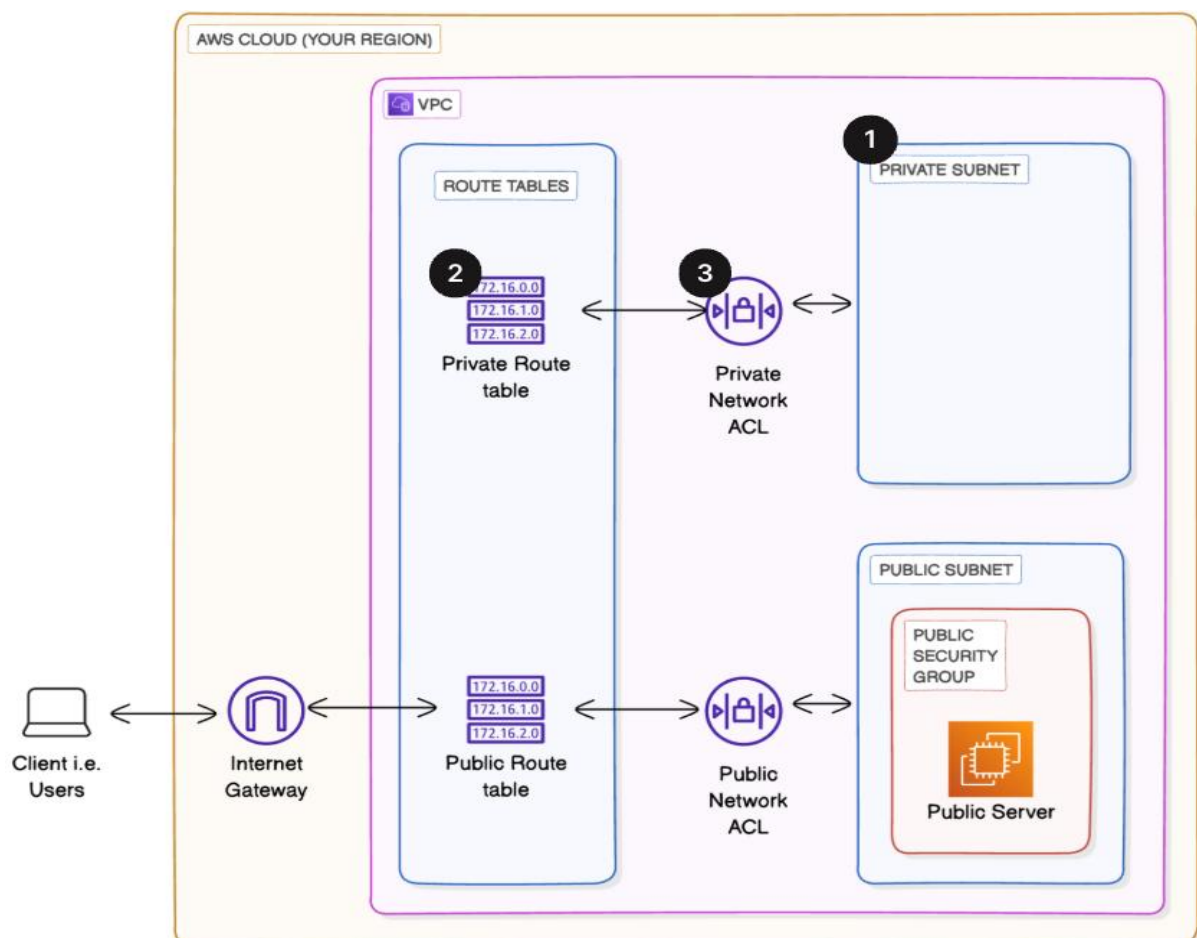 AWS CLOUD (YOUR REGION)
VPC
1
PRIVATE SUBNET
ROUTE TABLES
2
3
172.16.0.0
172.16.1.0
172.16.2.0
Private Route
table
Private
Network
ACL
PUBLIC SUBNET
PUBLIC
SECURITY
GROUP
172.16.0.0
172.16.1.0
172.16.2.0
Client i.e.
Users
Internet
Gateway
Public Route
table
Public
Network
ACL
Public Server